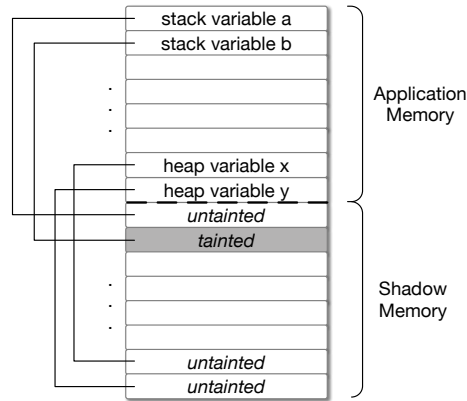 stack variable a
stack variable b
.
.
.
Application
Memory
heap variable x
heap variable y
untainted
tainted
.
.
.
Shadow
Memory
untainted
untainted